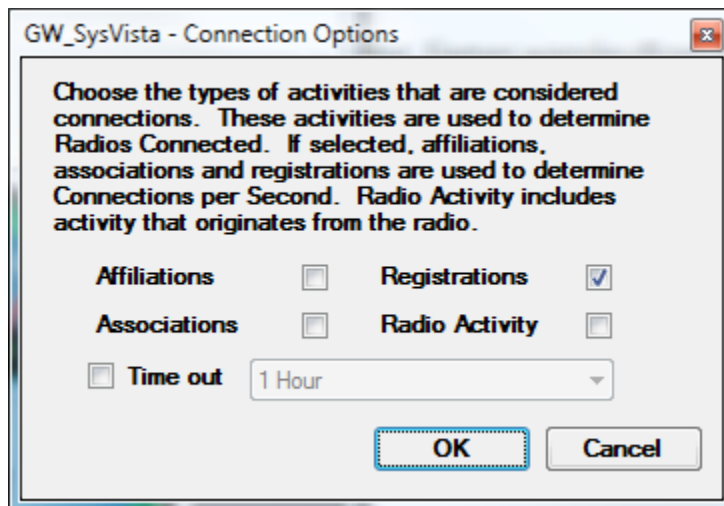 GW_SysVista - Connection Options
Choose the types of activities that are considered
connections. These activities are used to determine
Radios Connected. If selected, affiliations,
associations and registrations are used to determine
Connections per Second. Radio Activity includes
activity that originates from the radio.
Affiliations Registrations
Associations Radio Activity
Time out 1 Hour
OK Cancel